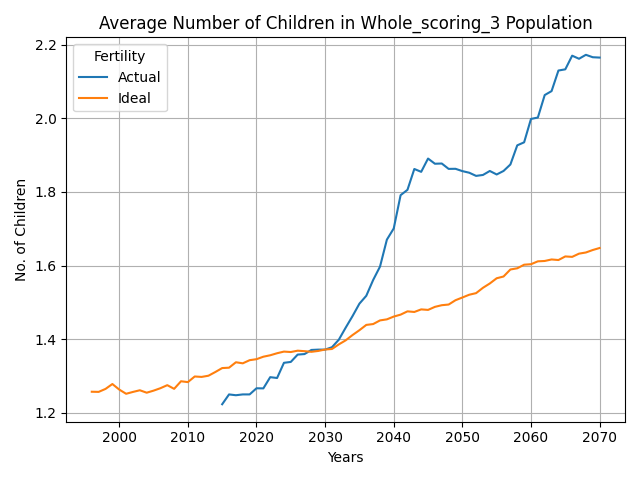 Average Number of Children in Whole_scoring_3 Population
Fertility
Actual
Ideal
No. of Children
2.2
2.0
1.8
1.6
1.4
1.2
2000 2010 2020 2030 2040 2050 2060 2070
Years